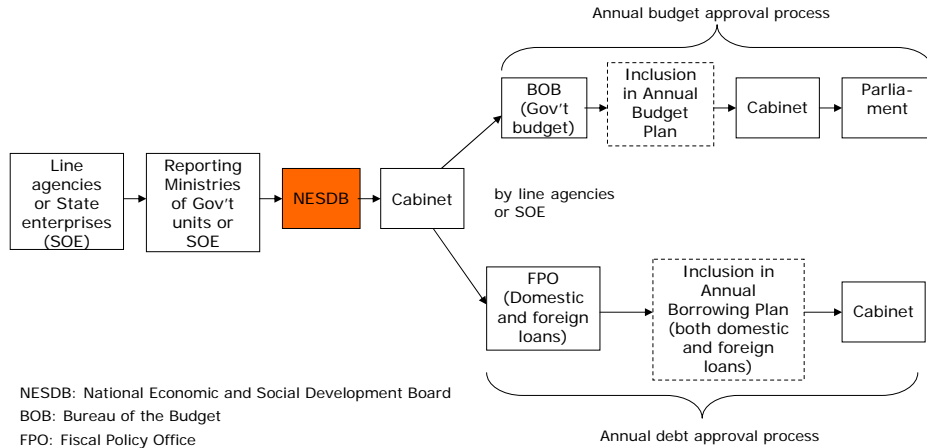 Annual budget approval process
BOB
(Gov't
budget)
Inclusion
in Annual
Budget
Plan
Cabinet
Parlia-
ment
Line
agencies
or State
enterprises
(SOE)
Reporting
Ministries
of Gov't
units or
SOE
NESDB
Cabinet
by line agencies
or SOE
FPO
(Domestic
and foreign
loans)
Inclusion in
Annual
Borrowing Plan
(both domestic
and foreign
loans)
Cabinet
NESDB: National Economic and Social Development Board
BOB: Bureau of the Budget
FPO: Fiscal Policy Office
Annual debt approval process